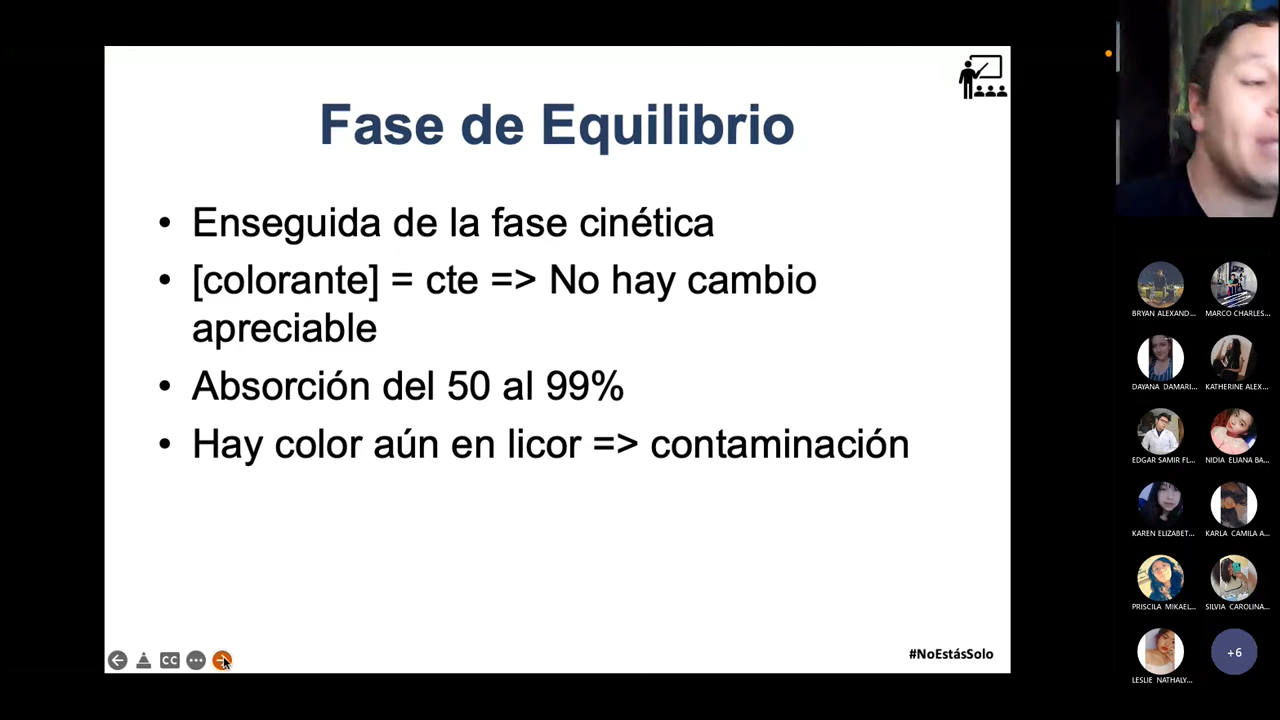 Fase de Equilibrio
• Enseguida de la fase cinética
• [colorante] = cte => No hay cambio
apreciable
• Absorción del 50 al 99%
• Hay color aún en licor => contaminación
CC
#NoEstásSolo
BRYAN ALEXAND...
MARCO CHARLES...
DAYANA DAMARI...
KATHERINE ALEX...
EDGAR SAMIR FL...
NIDIA ELIANA BA...
KAREN ELIZABET...
KARLA CAMILA A...
PRISCILA MIKAEL...
SILVIA CAROLINA...
LESLIE NATHALY...
+6